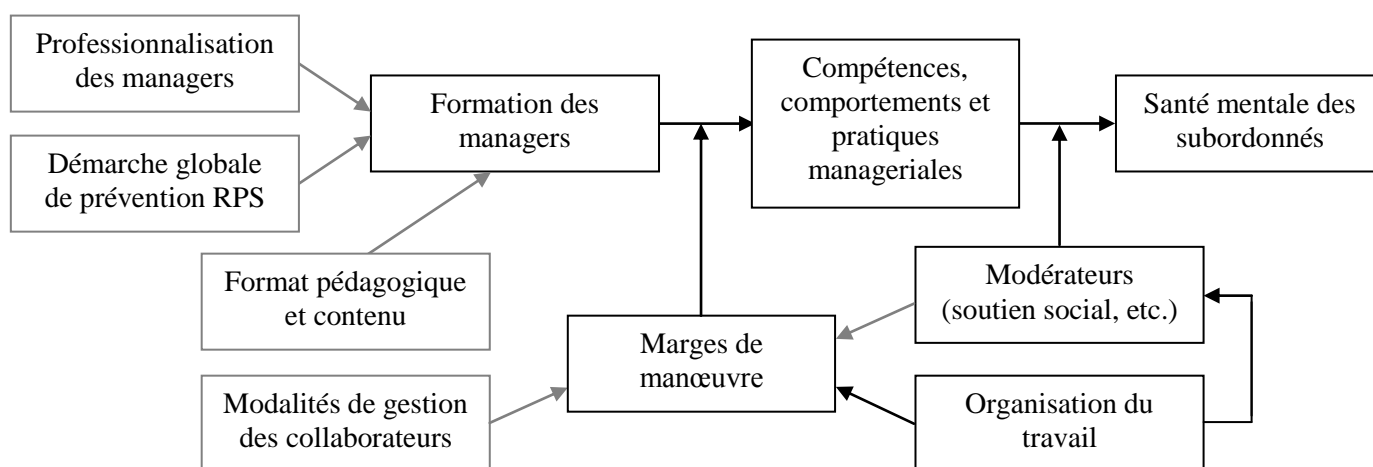 Professionnalisation
des managers
Formation des
managers
Compétences,
comportements et
pratiques
manageriales
Santé mentale des
subordonnés
Démarche globale
de prévention RPS
Format pédagogique
et contenu
Modérateurs
(soutien social, etc.)
Marges de
manœuvre
Modalités de gestion
des collaborateurs
Organisation du
travail